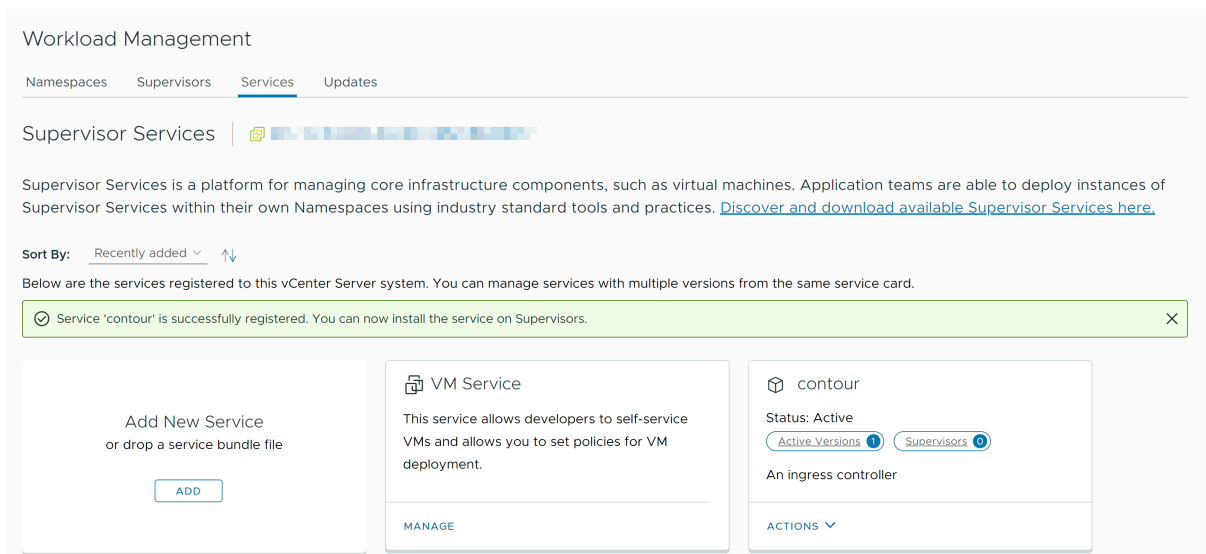 Workload Management
Namespaces Supervisors Services Updates
Supervisor Services
Supervisor Services is a platform for managing core infrastructure components, such as virtual machines. Application teams are able to deploy instances of
Supervisor Services within their own Namespaces using industry standard tools and practices. Discover and download available Supervisor Services here.
Sort By: Recently added
Below are the services registered to this vCenter Server system. You can manage services with multiple versions from the same service card.
Service 'contour' is successfully registered. You can now install the service on Supervisors.
Add New Service
or drop a service bundle file
ADD
VM Service
This service allows developers to self-service
VMs and allows you to set policies for VM
deployment.
MANAGE
contour
Status: Active
Active Versions 1 Supervisors 0
An ingress controller
ACTIONS